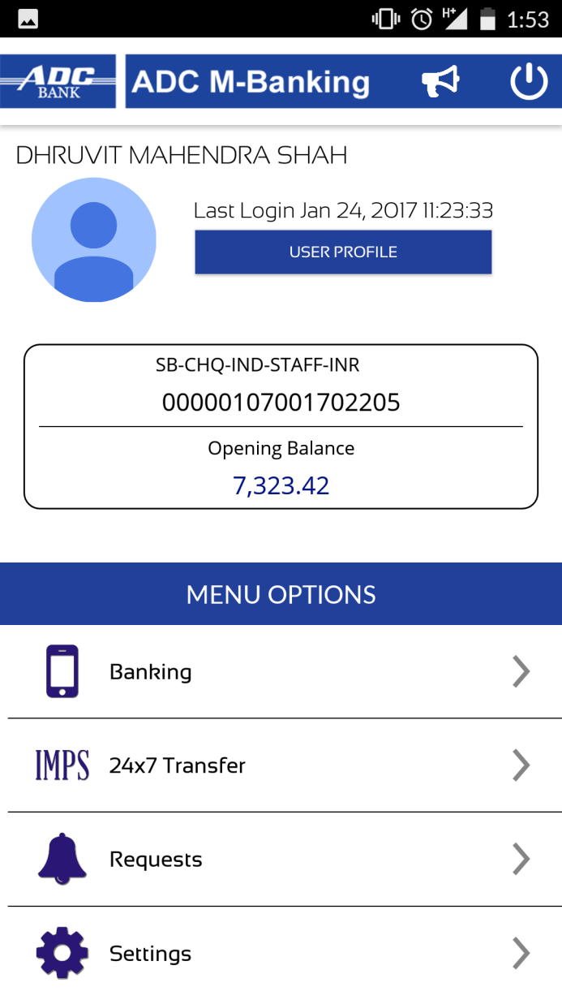 H+ 1:53
ADC BANK ADC M-Banking
DHRUVIT MAHENDRA SHAH
Last Login Jan 24, 2017 11:23:33
USER PROFILE
SB-CHQ-IND-STAFF-INR
00000107001702205
Opening Balance
7,323.42
MENU OPTIONS
Banking
IMPS 24x7 Transfer
Requests
Settings